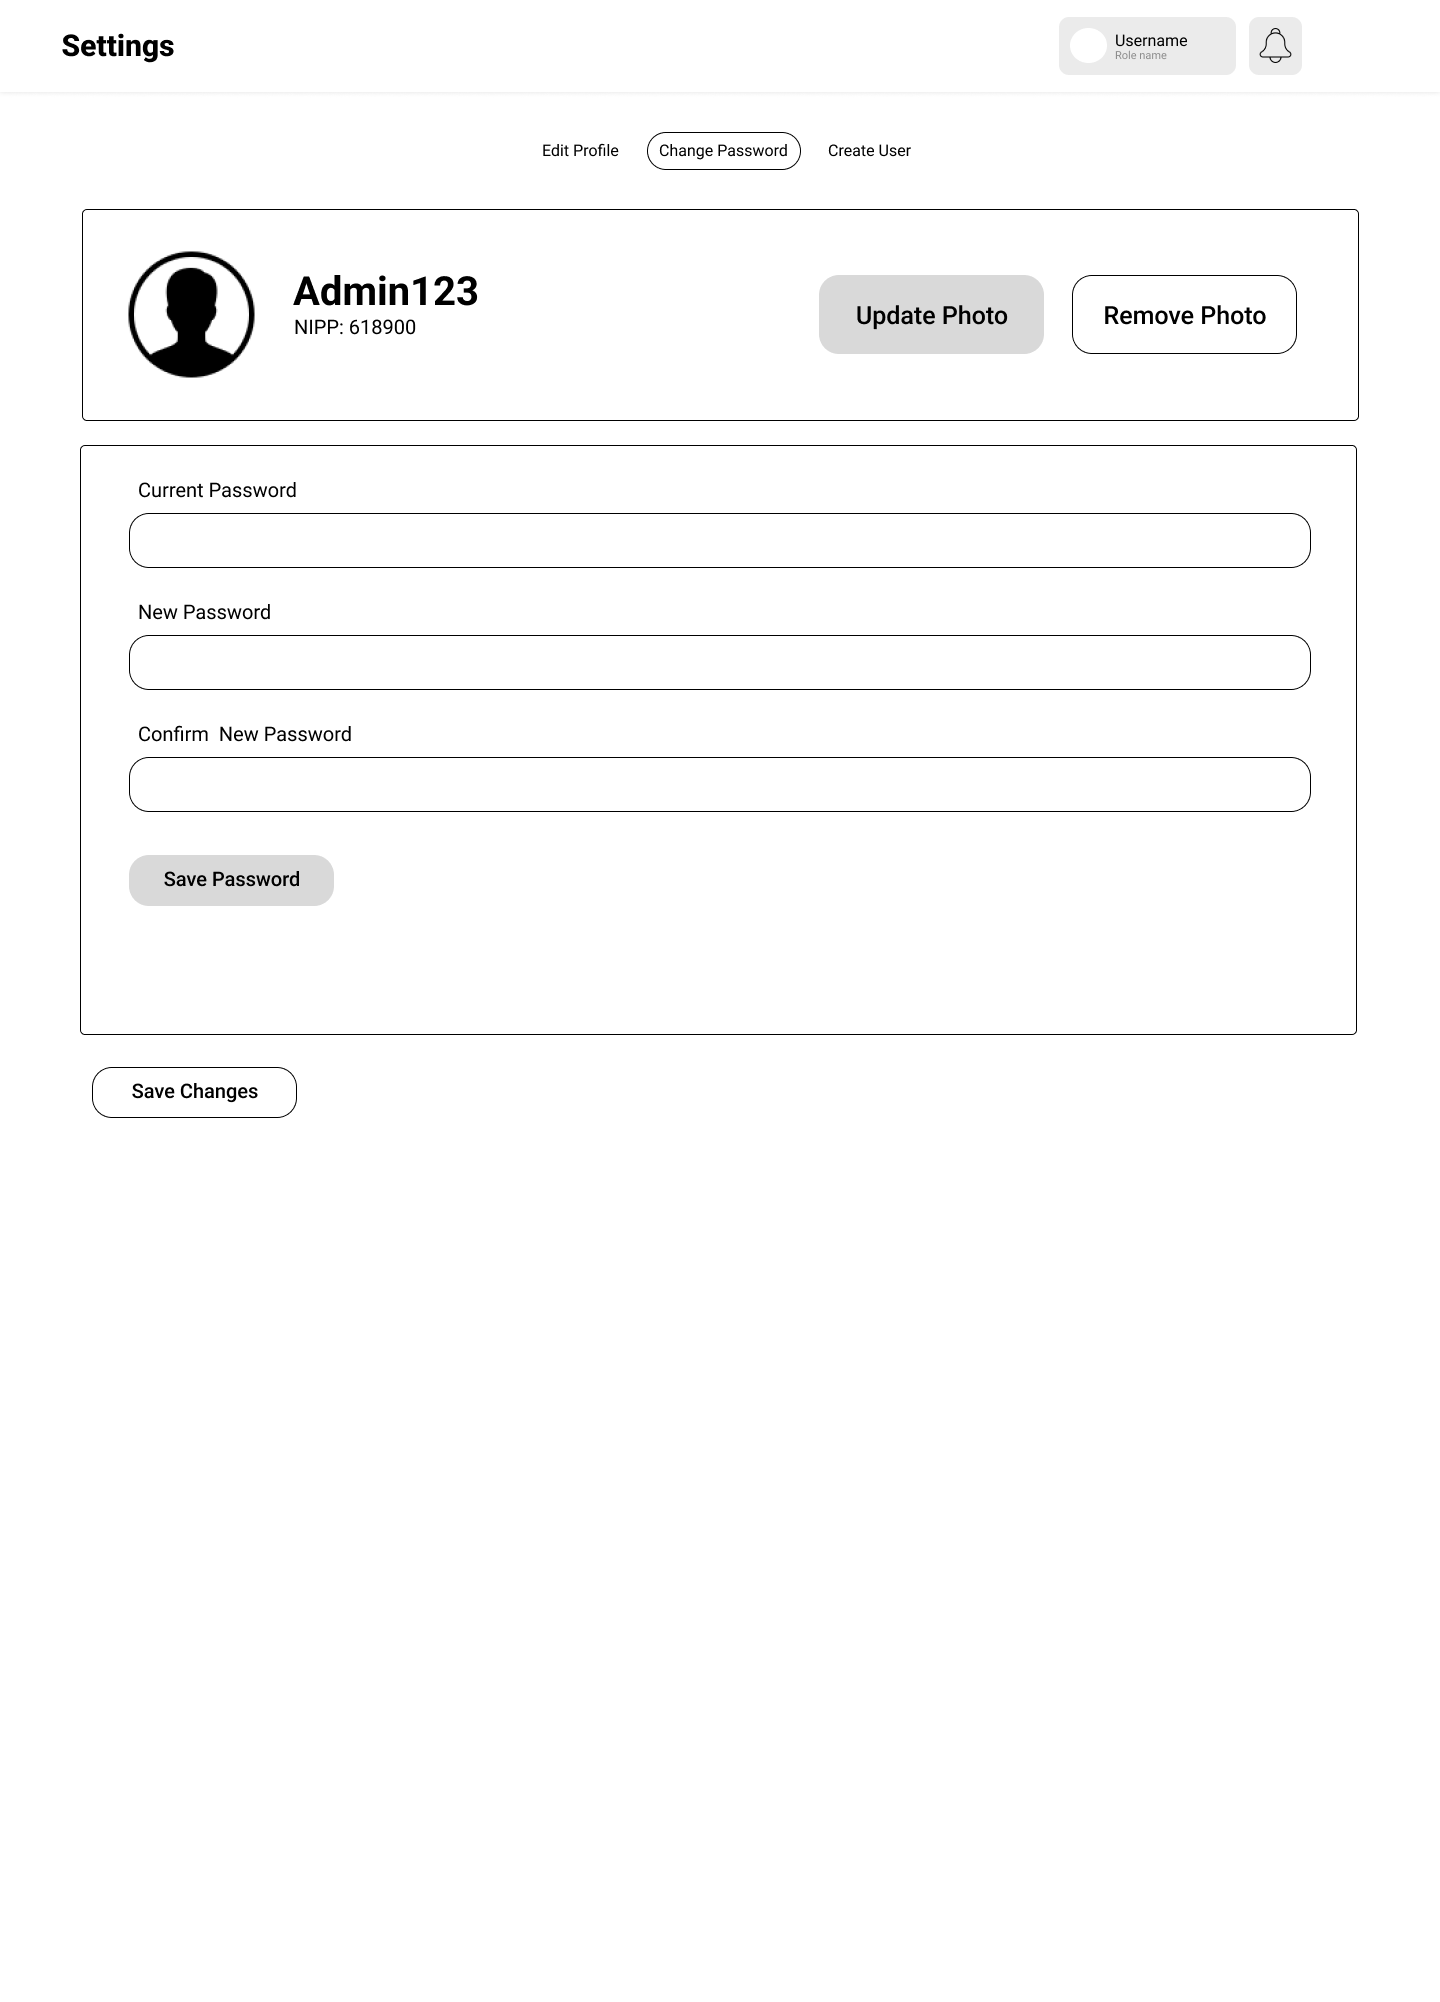 Settings
Username
Role name
Edit Profile
Change Password
Create User
Admin123
NIPP: 618900
Update Photo
Remove Photo
Current Password
New Password
Confirm  New Password
Save Password
Save Changes